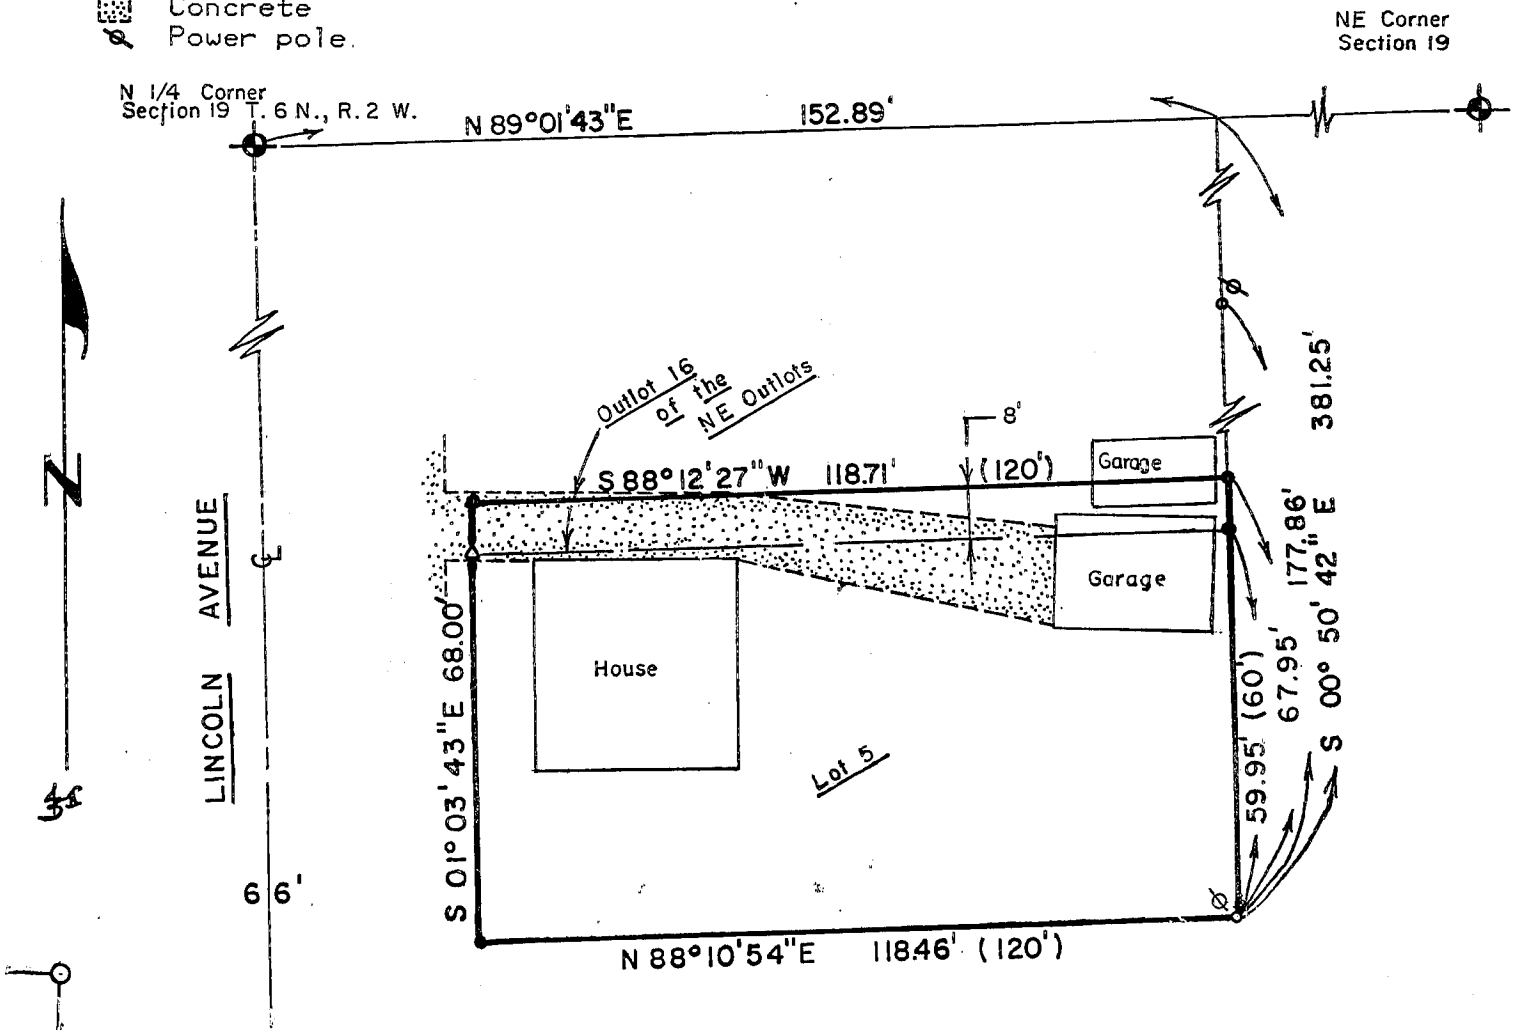 Concrete
Power pole.
NE Corner
Section 19
N 1/4 Corner
Section 19 T. 6 N., R. 2 W.
N 89°01'43"E 152.89'
381.25'
Outlot 16
of the
NE Outlots
8'
S 88°12'27"W 118.71' (120')
Garage
Garage
177.86'
S 00° 50' 42" E
67.95'
59.95' (60')
N
LINCOLN AVENUE
CL
S 01° 03' 43" E 68.00'
House
Lot 5
66'
N 88°10'54"E 118.46' (120')